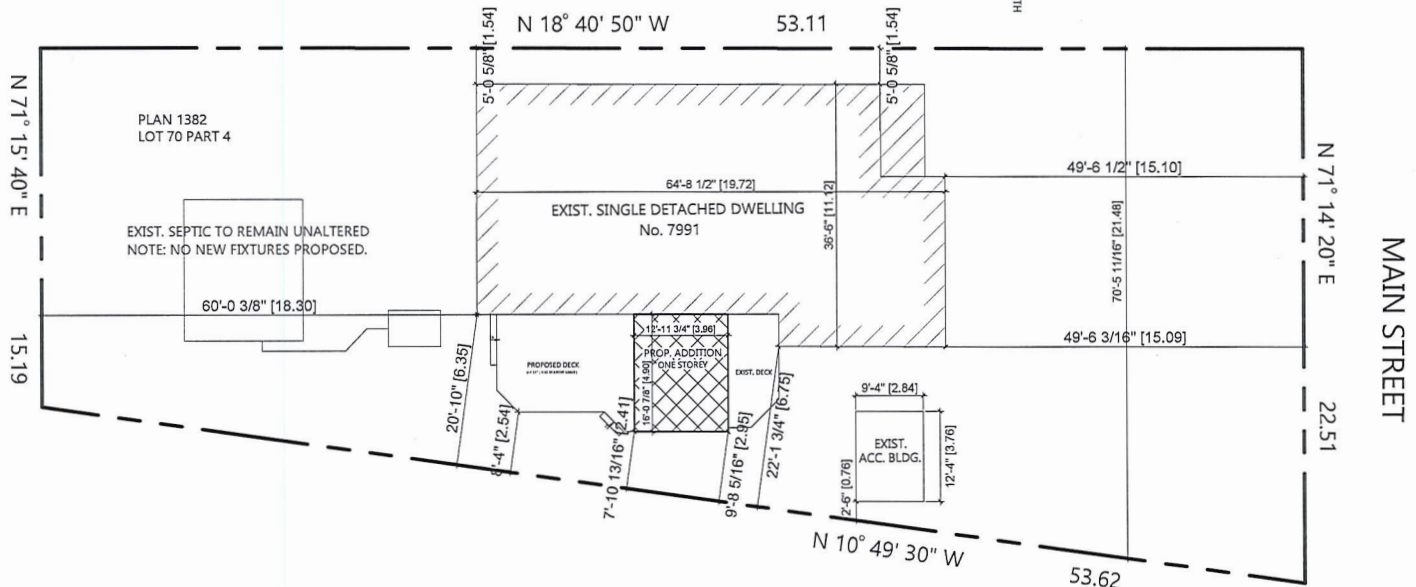 N 18° 40' 50" W
53.11
5'-0 5/8" [1.54]
5'-0 5/8" [1.54]
N 71° 15' 40" E
15.19
PLAN 1382
LOT 70 PART 4
EXIST. SEPTIC TO REMAIN UNALTERED
NOTE: NO NEW FIXTURES PROPOSED.
60'-0 3/8" [18.30]
64'-8 1/2" [19.72]
EXIST. SINGLE DETACHED DWELLING
No. 7991
36'-6" [11.12]
49'-6 1/2" [15.10]
70'-5 11/16" [21.48]
49'-6 3/16" [15.09]
N 71° 14' 20" E
22.51
MAIN STREET
PROPOSED DECK
12'-11 3/4" [3.96]
PROP. ADDITION
ONE STOREY
16'-0 7/8" [4.90]
EXIST. DECK
20'-10" [6.35]
8'-4" [2.54]
7'-10 13/16" [2.41]
9'-8 5/16" [2.95]
22'-1 3/4" [6.75]
9'-4" [2.84]
EXIST.
ACC. BLDG.
12'-4" [3.76]
2'-6" [0.76]
N 10° 49' 30" W
53.62